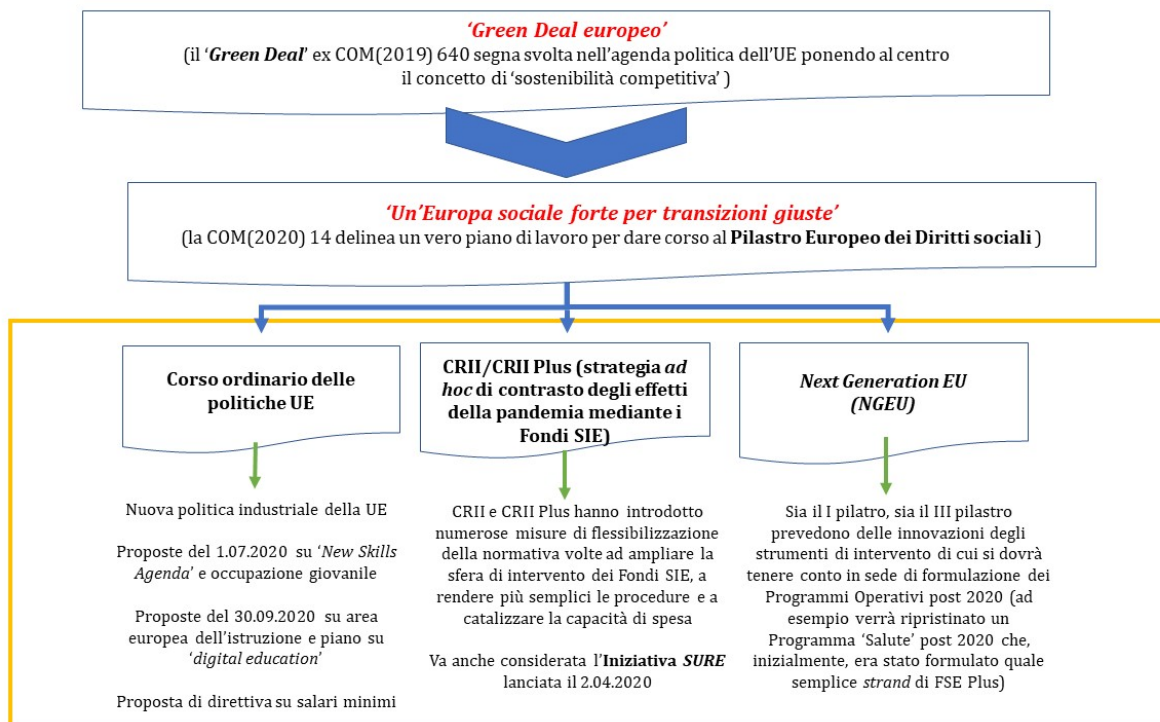 'Green Deal europeo'
(il 'Green Deal' ex COM(2019) 640 segna svolta nell'agenda politica dell'UE ponendo al centro
il concetto di 'sostenibilità competitiva' )
'Un'Europa sociale forte per transizioni giuste'
(la COM(2020) 14 delinea un vero piano di lavoro per dare corso al Pilastro Europeo dei Diritti sociali )
Corso ordinario delle
politiche UE
Nuova politica industriale della UE
Proposte del 1.07.2020 su 'New Skills
Agenda' e occupazione giovanile
Proposte del 30.09.2020 su area
europea dell'istruzione e piano su
'digital education'
Proposta di direttiva su salari minimi
CRII/CRII Plus (strategia ad
hoc di contrasto degli effetti
della pandemia mediante i
Fondi SIE)
CRII e CRII Plus hanno introdotto
numerose misure di flessibilizzazione
della normativa volte ad ampliare la
sfera di intervento dei Fondi SIE, a
rendere più semplici le procedure e a
catalizzare la capacità di spesa
Va anche considerata l'Iniziativa SURE
lanciata il 2.04.2020
Next Generation EU
(NGEU)
Sia il I pilatro, sia il III pilastro
prevedono delle innovazioni degli
strumenti di intervento di cui si dovrà
tenere conto in sede di formulazione dei
Programmi Operativi post 2020 (ad
esempio verrà ripristinato un
Programma 'Salute' post 2020 che,
inizialmente, era stato formulato quale
semplice strand di FSE Plus)